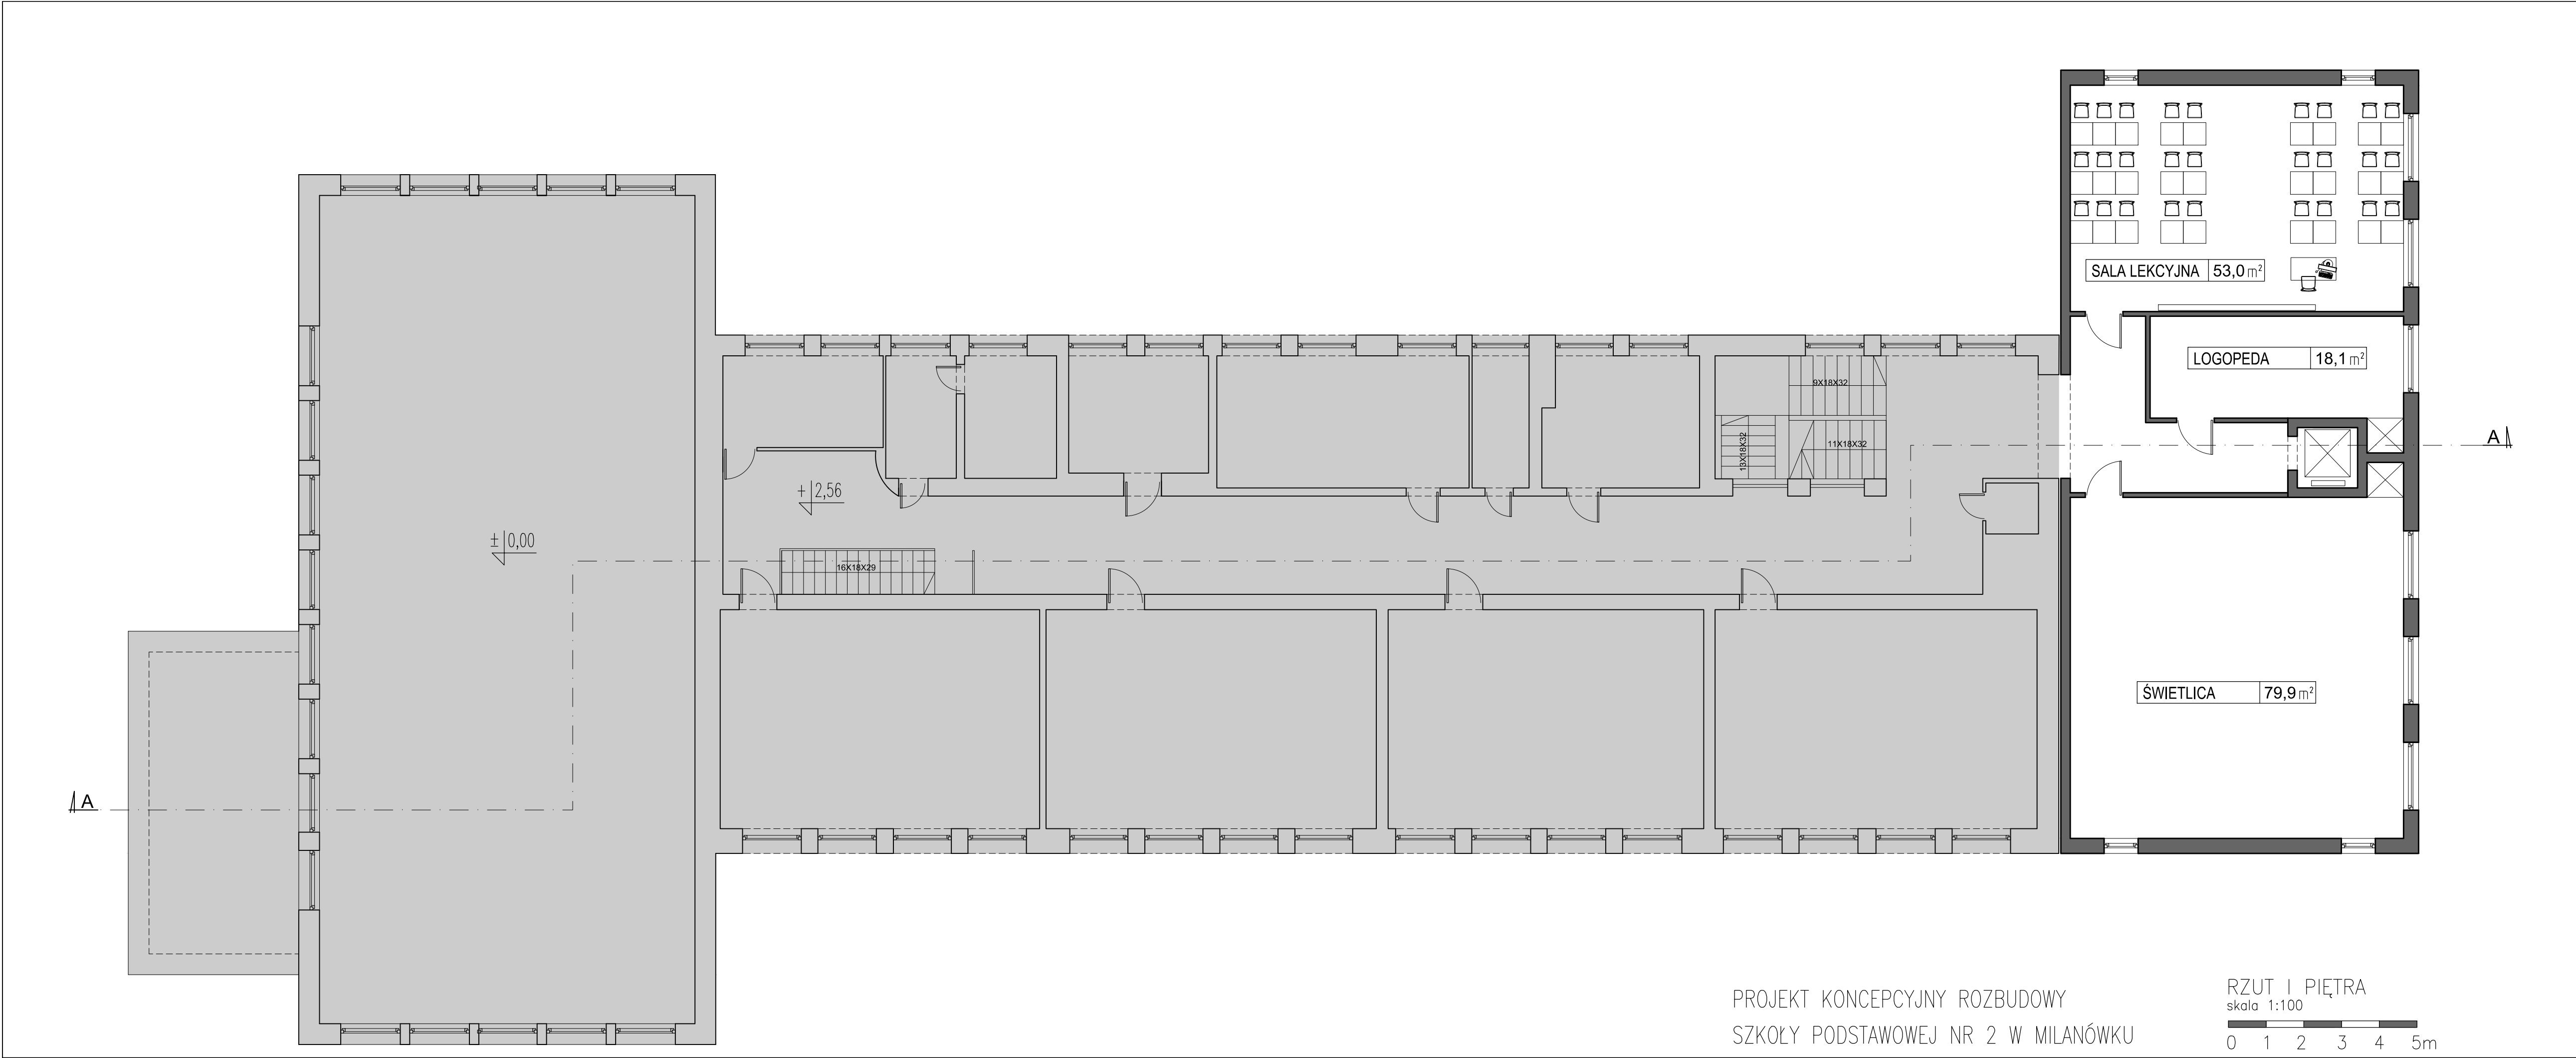 SALA LEKCYJNA 53,0 m²
LOGOPEDA 18,1 m²
9X18X32
13X18X32
11X18X32
A
A
+ 2,56
± 0,00
16X18X29
ŚWIETLICA 79,9 m²
PROJEKT KONCEPCYJNY ROZBUDOWY
SZKOŁY PODSTAWOWEJ NR 2 W MILANÓWKU
RZUT I PIĘTRA
skala 1:100
0 1 2 3 4 5m